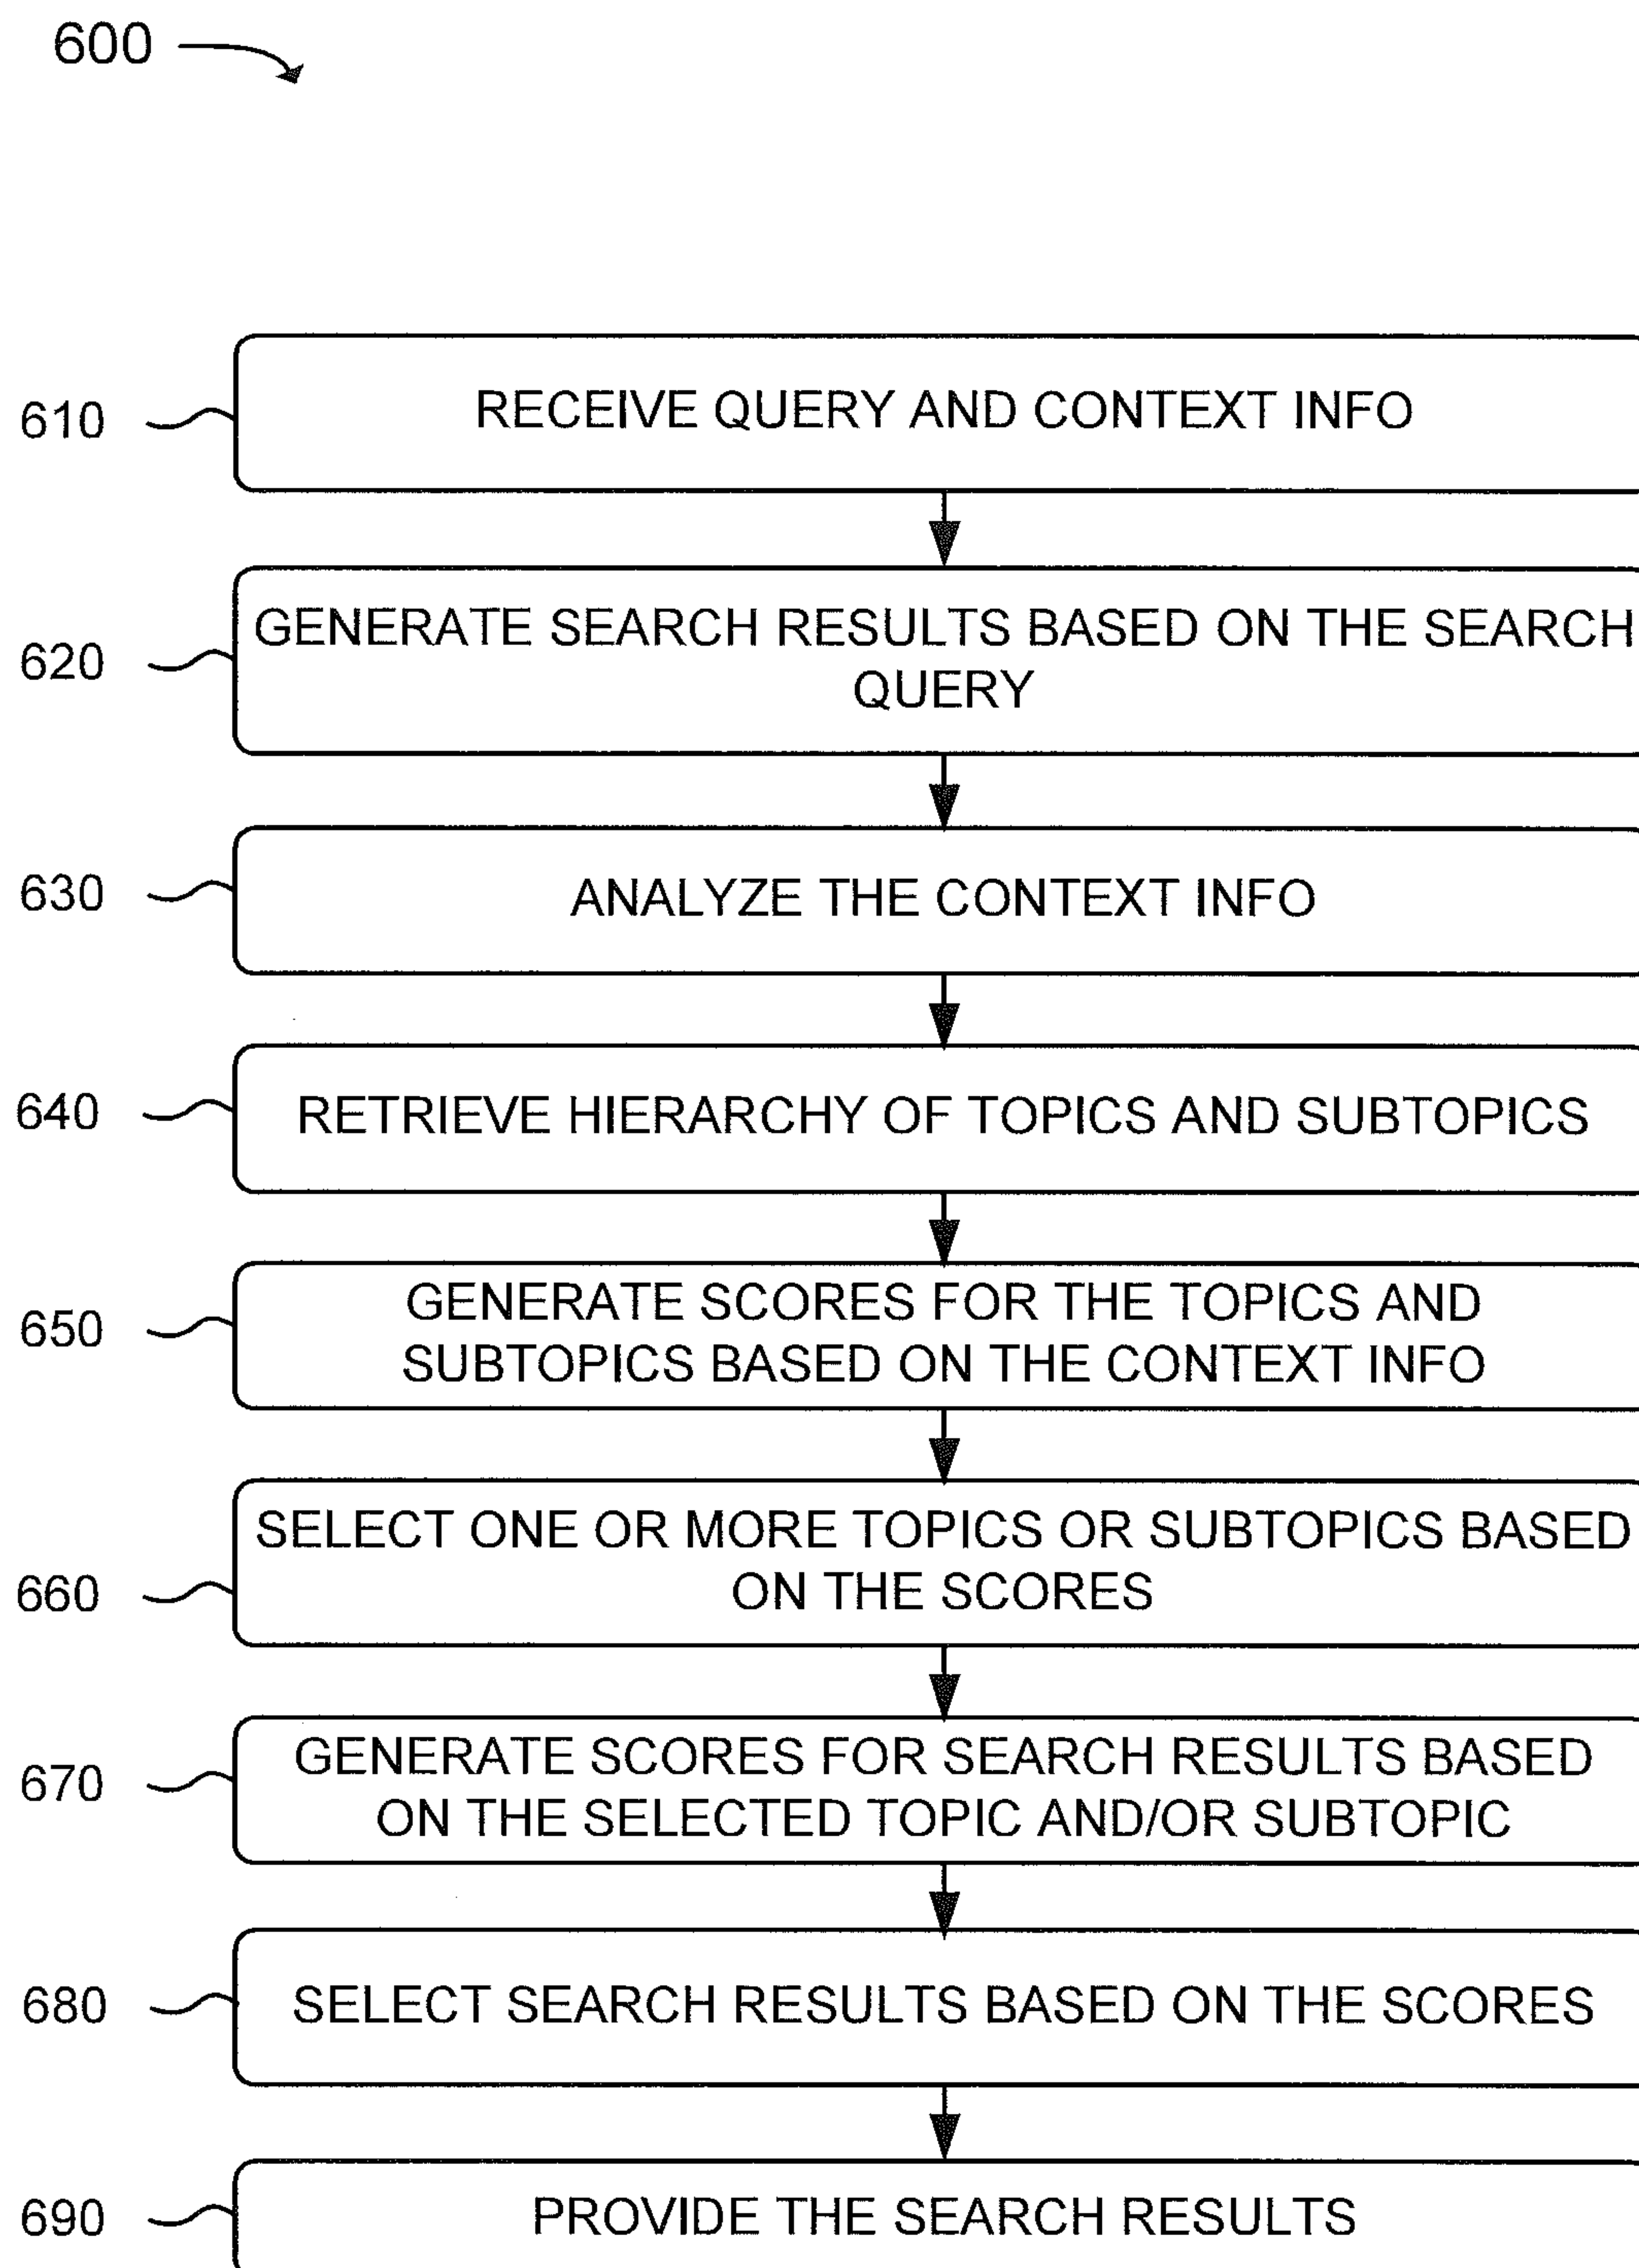 600
610
RECEIVE QUERY AND CONTEXT INFO
620
GENERATE SEARCH RESULTS BASED ON THE SEARCH
QUERY
630
ANALYZE THE CONTEXT INFO
640
RETRIEVE HIERARCHY OF TOPICS AND SUBTOPICS
650
GENERATE SCORES FOR THE TOPICS AND
SUBTOPICS BASED ON THE CONTEXT INFO
660
SELECT ONE OR MORE TOPICS OR SUBTOPICS BASED
ON THE SCORES
670
GENERATE SCORES FOR SEARCH RESULTS BASED
ON THE SELECTED TOPIC AND/OR SUBTOPIC
680
SELECT SEARCH RESULTS BASED ON THE SCORES
690
PROVIDE THE SEARCH RESULTS